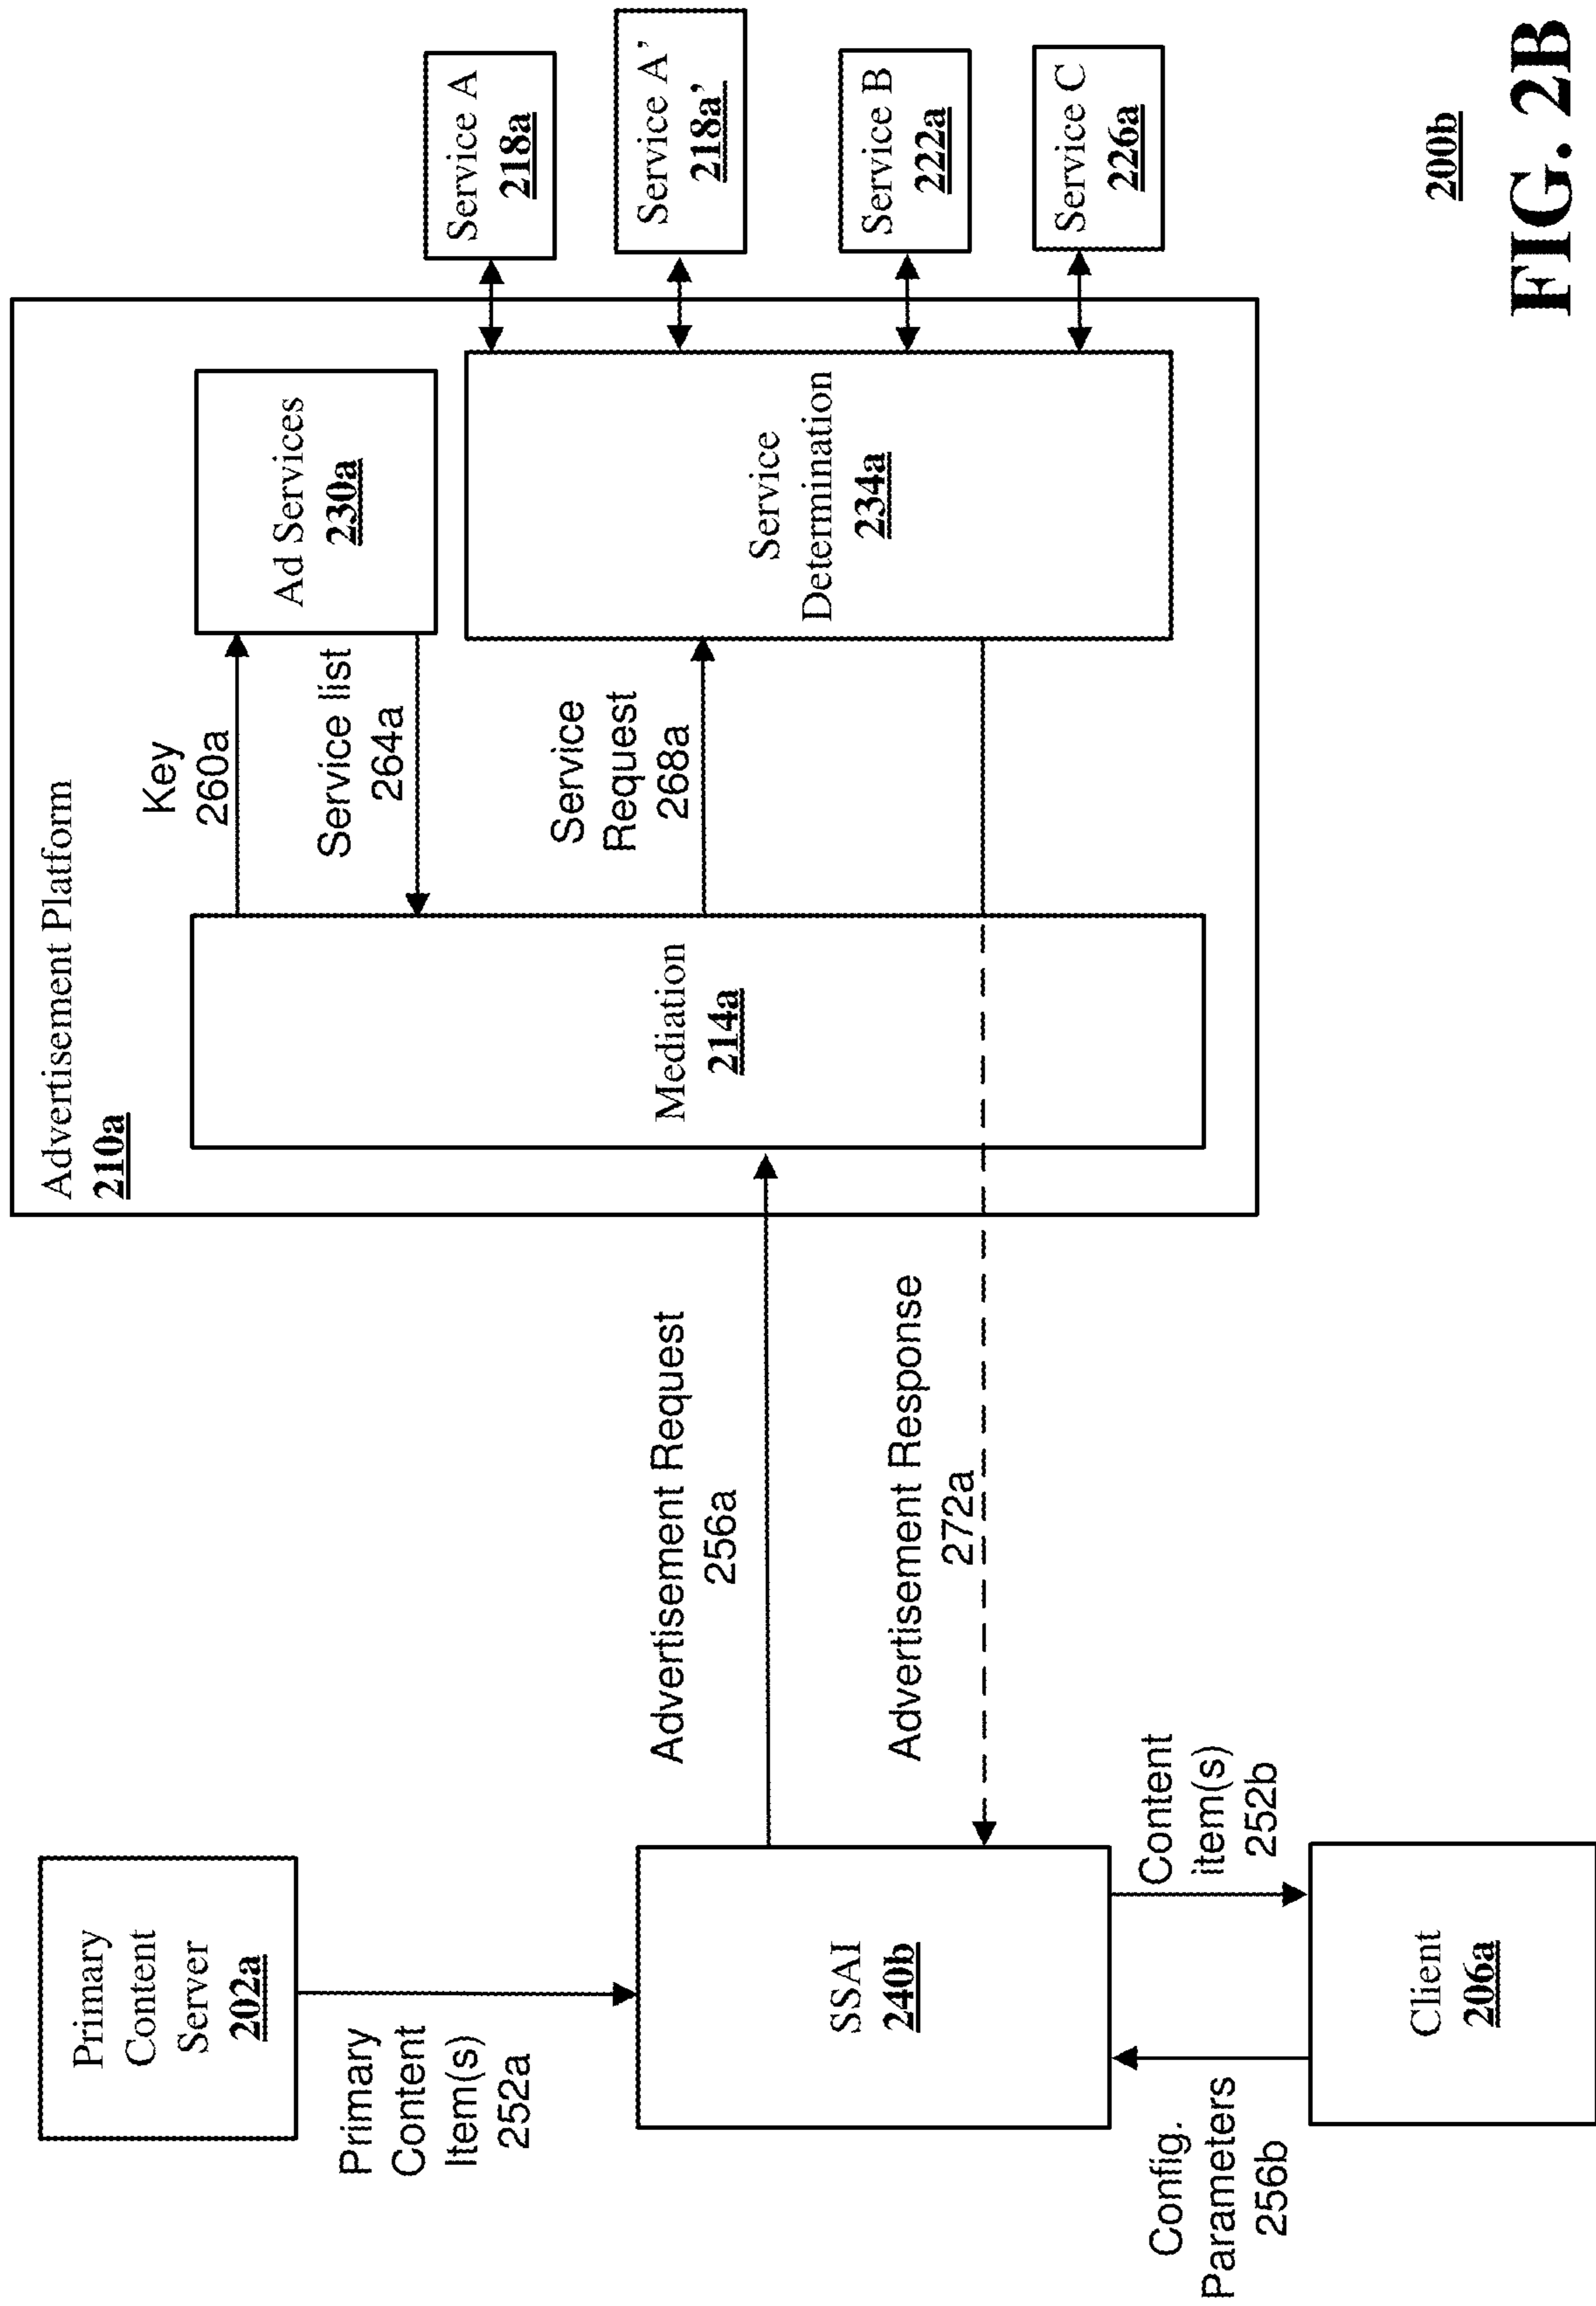 Primary
Content
Server
202a
Primary
Content
Item(s)
252a
SSAI
240b
Config.
Parameters
256b
Content
item(s)
252b
Client
206a
Advertisement Request
256a
Advertisement Response
272a
Advertisement Platform
210a
Mediation
214a
Key
260a
Service list
264a
Service
Request
268a
Ad Services
230a
Service
Determination
234a
Service A
218a
Service A'
218a'
Service B
222a
Service C
226a
200b
FIG. 2B